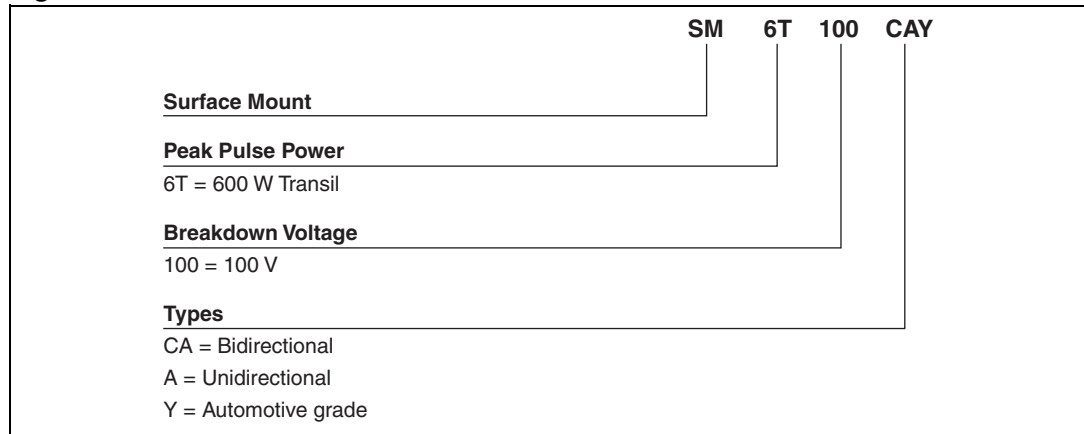 SM 6T 100 CAY
Surface Mount
Peak Pulse Power
6T = 600 W Transil
Breakdown Voltage
100 = 100 V
Types
CA = Bidirectional
A = Unidirectional
Y = Automotive grade